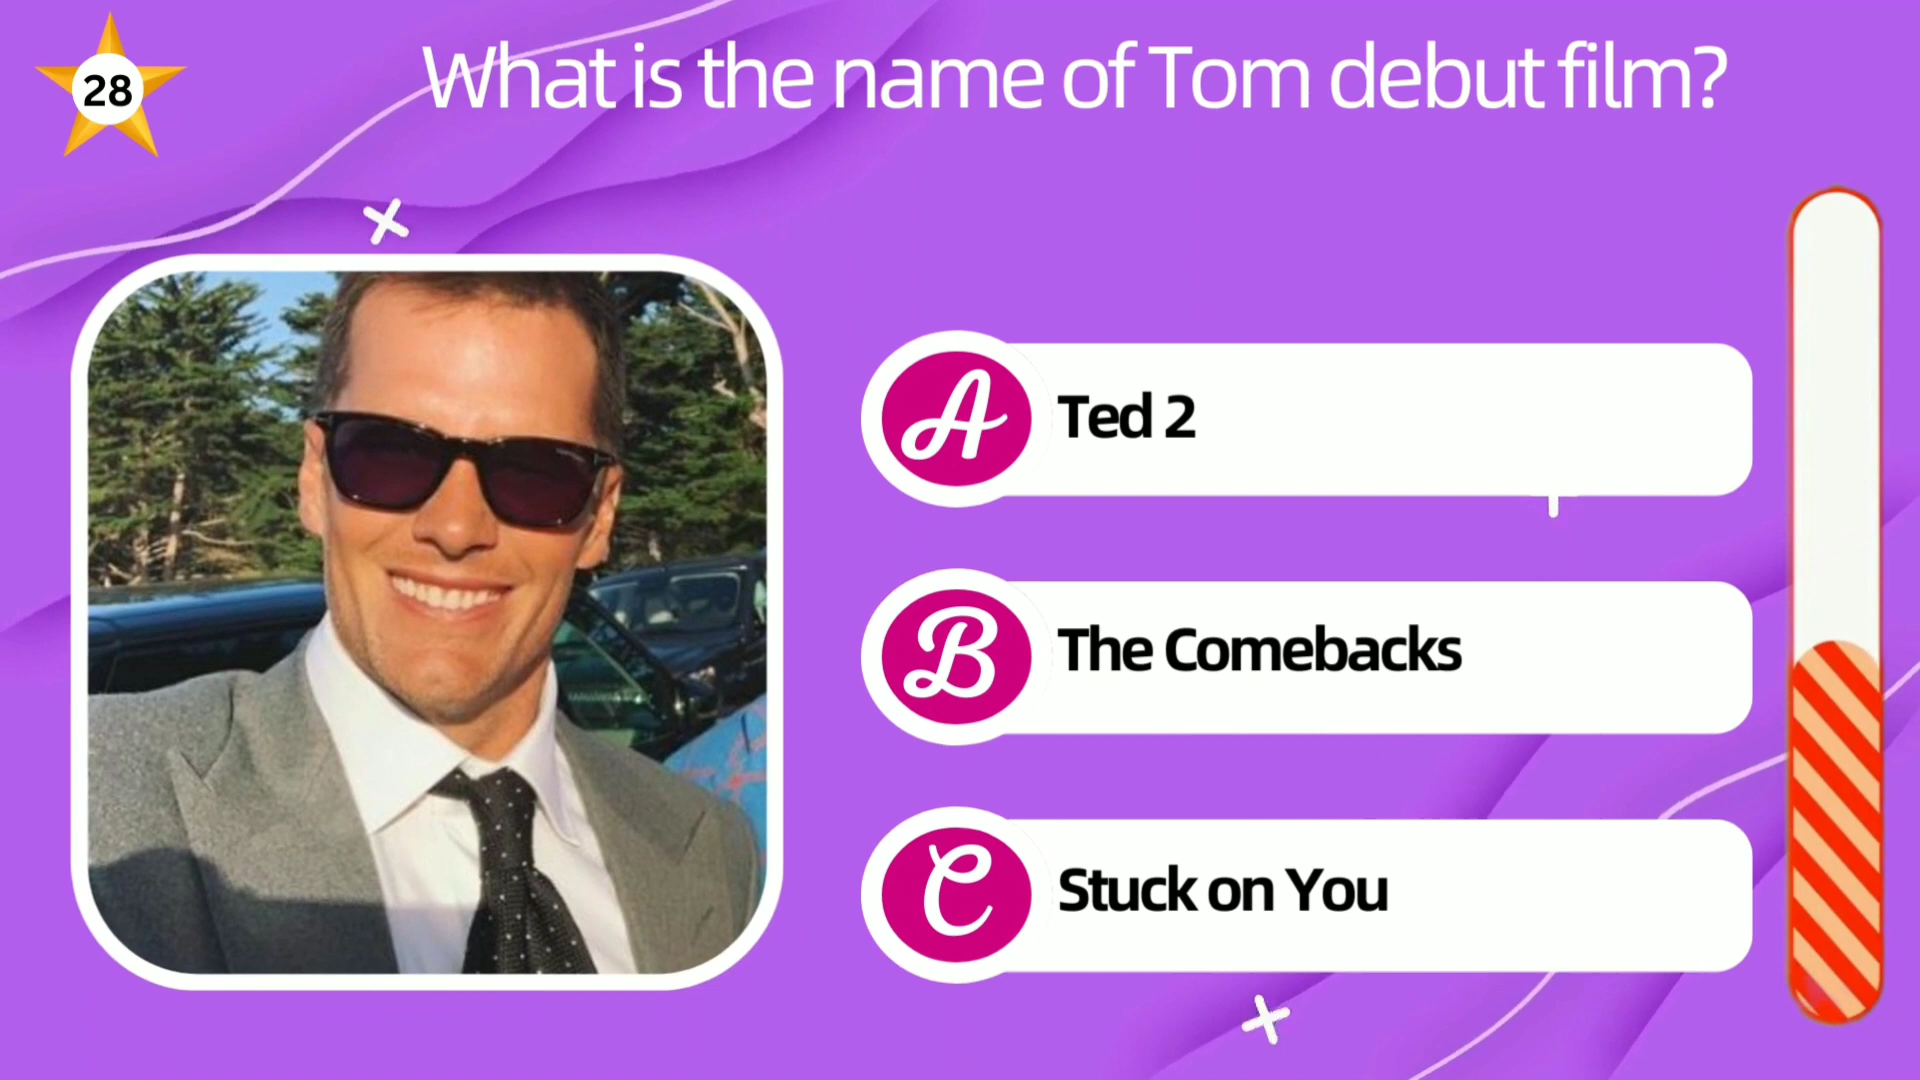 28
What is the name of Tom debut film?
A
Ted 2
B
The Comebacks
C
Stuck on You